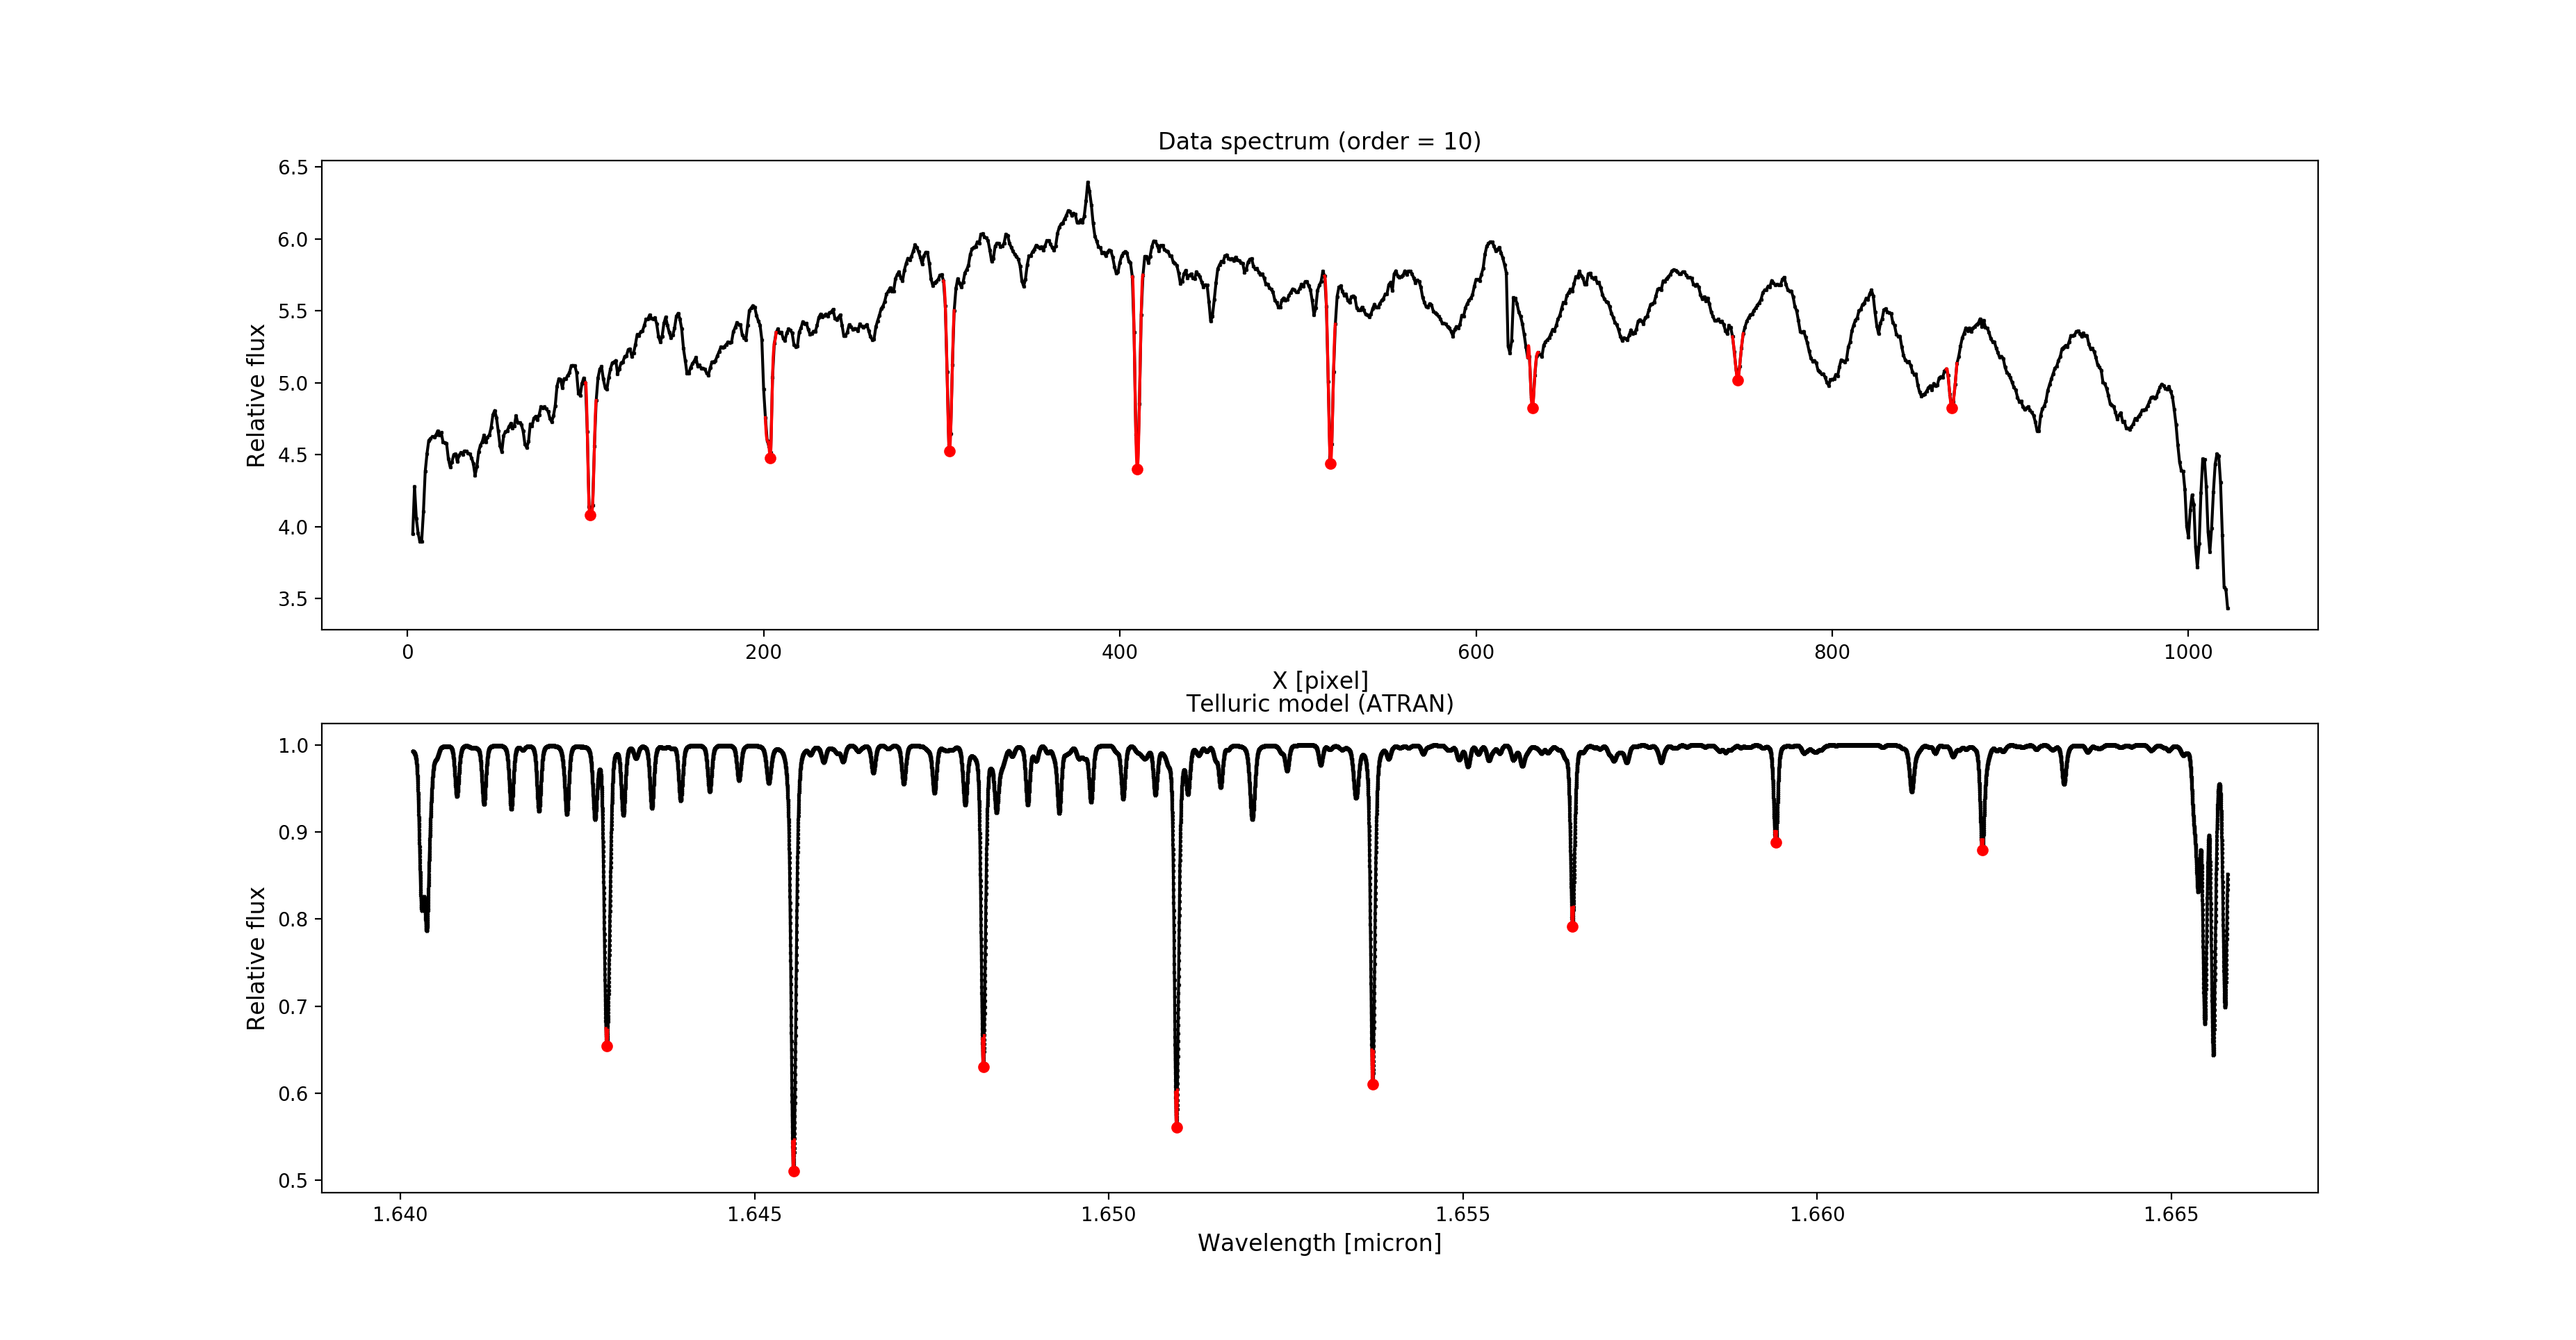 Data spectrum (order = 10)
6.5
6.0
5.5
5.0
4.5
4.0
3.5
Relative flux
0 200 400 600 800 1000
X [pixel]
Telluric model (ATRAN)
1.0
0.9
0.8
0.7
0.6
0.5
Relative flux
1.640 1.645 1.650 1.655 1.660 1.665
Wavelength [micron]